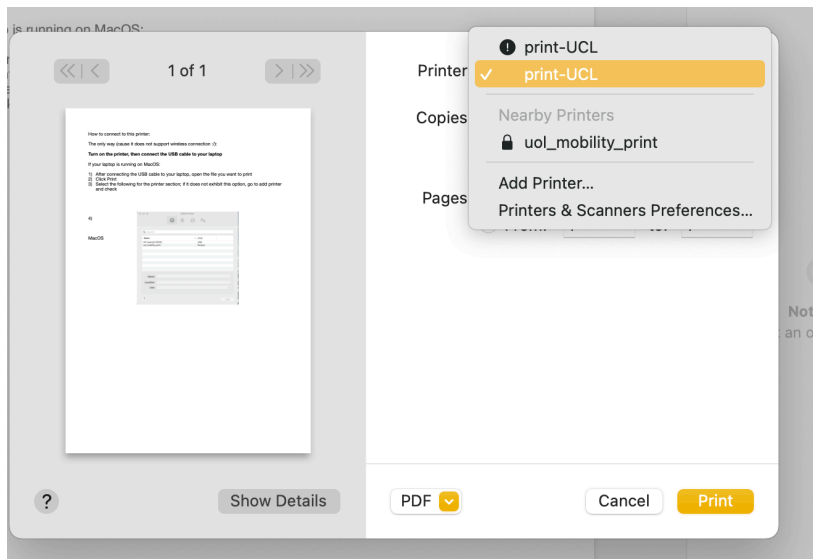 is running on MacOS:
1 of 1
Printer
print-UCL
print-UCL
Copies
Nearby Printers
uol_mobility_print
Pages
Add Printer...
Printers & Scanners Preferences...
How to connect to this printer:
The only way (cause it does not support wireless connection :/):
Turn on the printer, then connect the USB cable to your laptop
If your laptop is running on MacOS:
1) After connecting the USB cable to your laptop, open the file you want to print
2) Click Print
3) Select the following for the printer section; if it does not exhibit this option, go to add printer
and check
4)
MacOS
Not
an o
?
Show Details
PDF
Cancel
Print